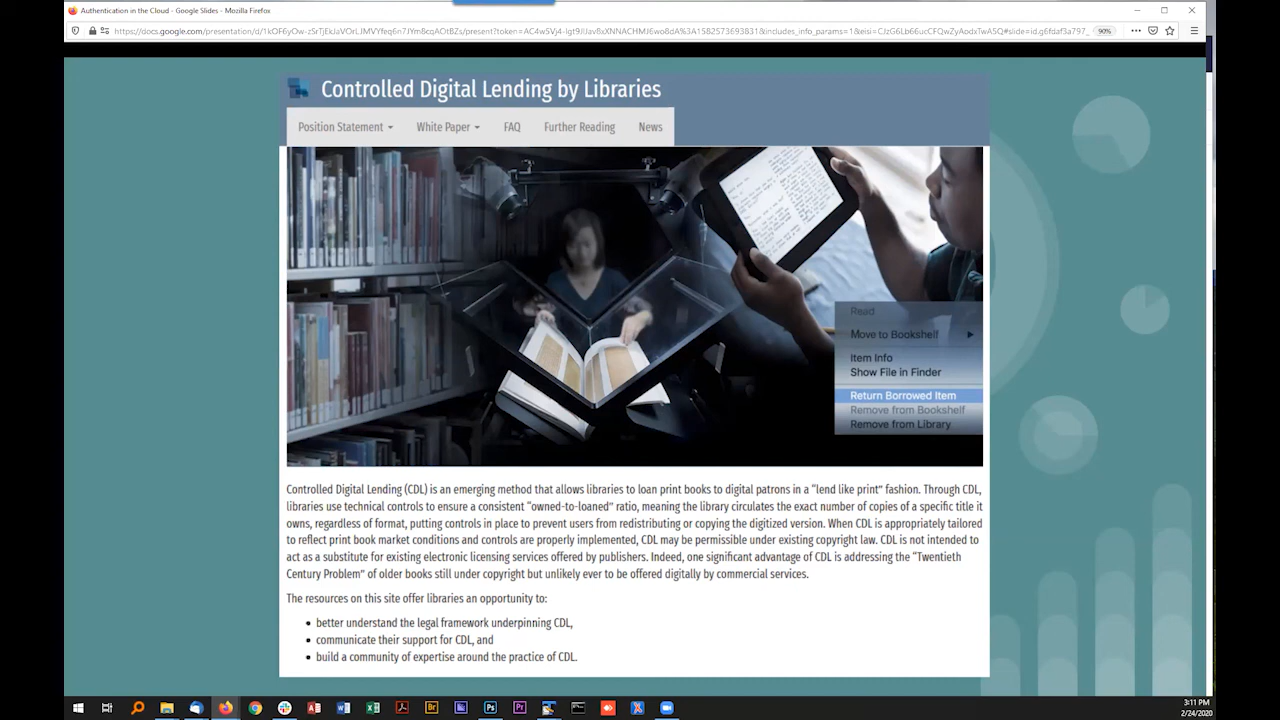 Authentication in the Cloud - Google Slides - Mozilla Firefox
90%
Controlled Digital Lending by Libraries
Position Statement
White Paper
FAQ
Further Reading
News
Read
Move to Bookshelf
Item Info
Show File in Finder
Return Borrowed Item
Remove from Bookshelf
Remove from Library
Controlled Digital Lending (CDL) is an emerging method that allows libraries to loan print books to digital patrons in a “lend like print” fashion. Through CDL,
libraries use technical controls to ensure a consistent “owned-to-loaned” ratio, meaning the library circulates the exact number of copies of a specific title it
owns, regardless of format, putting controls in place to prevent users from redistributing or copying the digitized version. When CDL is appropriately tailored
to reflect print book market conditions and controls are properly implemented, CDL may be permissible under existing copyright law. CDL is not intended to
act as a substitute for existing electronic licensing services offered by publishers. Indeed, one significant advantage of CDL is addressing the “Twentieth
Century Problem” of older books still under copyright but unlikely ever to be offered digitally by commercial services.
The resources on this site offer libraries an opportunity to:
• better understand the legal framework underpinning CDL,
• communicate their support for CDL, and
• build a community of expertise around the practice of CDL.
3:11 PM
2/24/2020